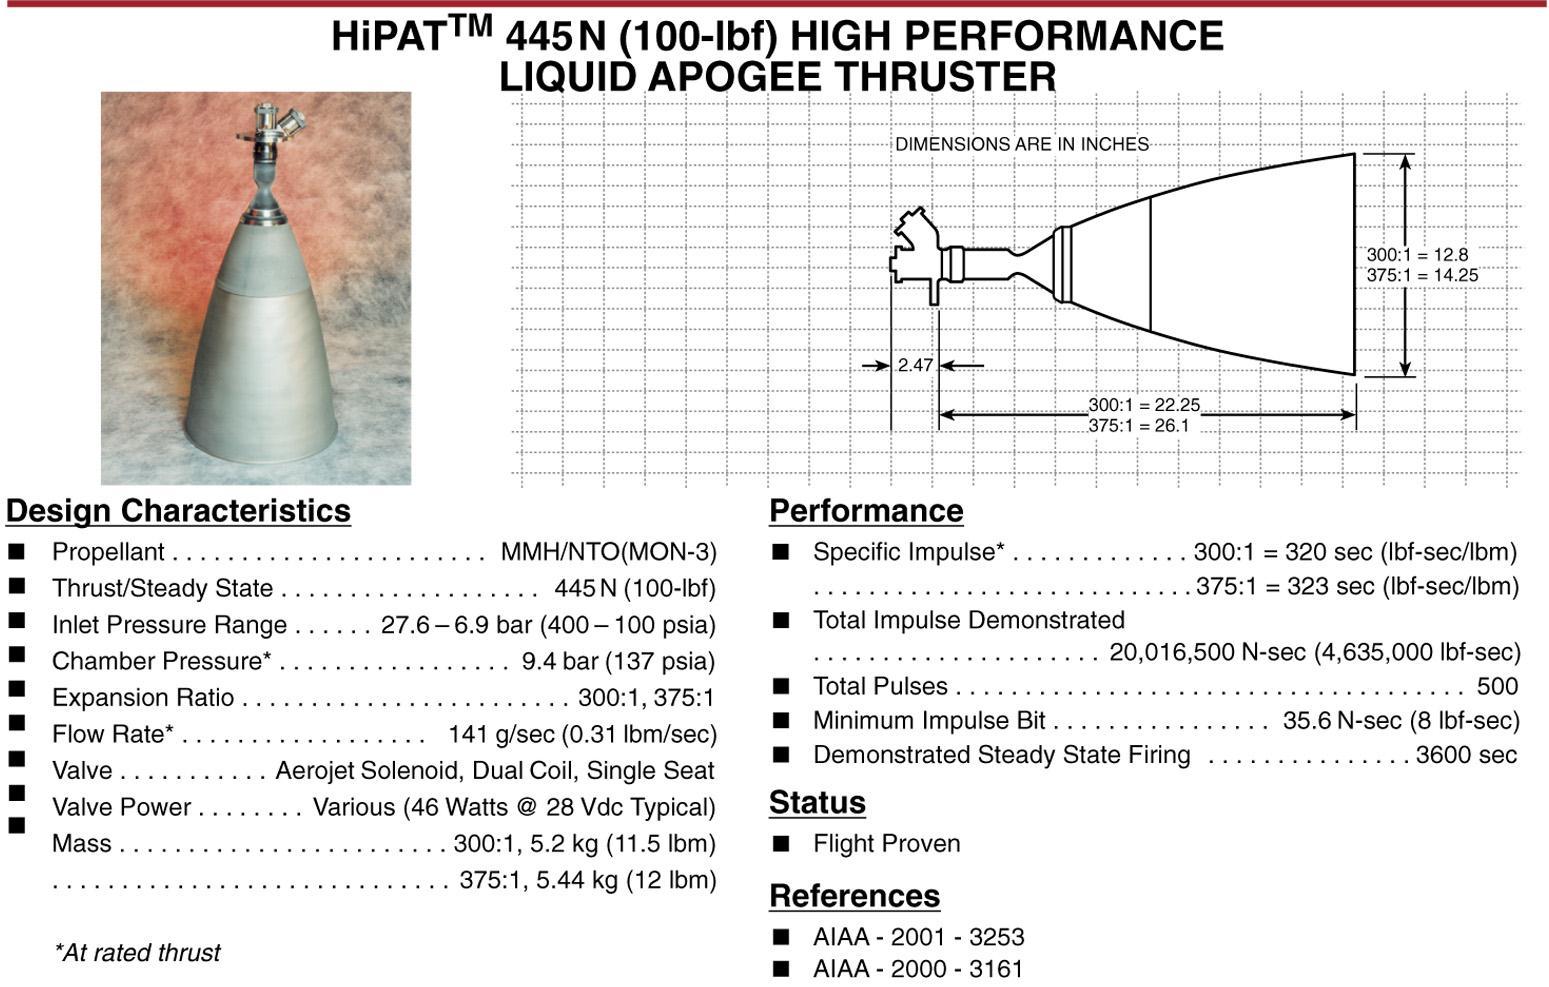 HiPAT™ 445N (100-lbf) HIGH PERFORMANCE
LIQUID APOGEE THRUSTER
DIMENSIONS ARE IN INCHES
300:1 = 12.8
375:1 = 14.25
2.47
300:1 = 22.25
375:1 = 26.1
Design Characteristics
■ Propellant . . . . . . . . . . . . . . . . . . . . . . . MMH/NTO(MON-3)
■ Thrust/Steady State . . . . . . . . . . . . . . . . . . . 445 N (100-lbf)
■ Inlet Pressure Range . . . . . . 27.6 – 6.9 bar (400 – 100 psia)
■ Chamber Pressure* . . . . . . . . . . . . . . . . . 9.4 bar (137 psia)
■ Expansion Ratio . . . . . . . . . . . . . . . . . . . . . . . . 300:1, 375:1
■ Flow Rate* . . . . . . . . . . . . . . . . . . 141 g/sec (0.31 lbm/sec)
■ Valve . . . . . . . . . . . Aerojet Solenoid, Dual Coil, Single Seat
■ Valve Power . . . . . . . . Various (46 Watts @ 28 Vdc Typical)
■ Mass . . . . . . . . . . . . . . . . . . . . . . . . 300:1, 5.2 kg (11.5 lbm)
. . . . . . . . . . . . . . . . . . . . . . . . . . . . . 375:1, 5.44 kg (12 lbm)
*At rated thrust
Performance
■ Specific Impulse* . . . . . . . . . . . . . 300:1 = 320 sec (lbf-sec/lbm)
. . . . . . . . . . . . . . . . . . . . . . . . . . . . 375:1 = 323 sec (lbf-sec/lbm)
■ Total Impulse Demonstrated
. . . . . . . . . . . . . . . . . . . . . 20,016,500 N-sec (4,635,000 lbf-sec)
■ Total Pulses . . . . . . . . . . . . . . . . . . . . . . . . . . . . . . . . . . . . . 500
■ Minimum Impulse Bit . . . . . . . . . . . . . . . . 35.6 N-sec (8 lbf-sec)
■ Demonstrated Steady State Firing . . . . . . . . . . . . . . . 3600 sec
Status
■ Flight Proven
References
■ AIAA - 2001 - 3253
■ AIAA - 2000 - 3161